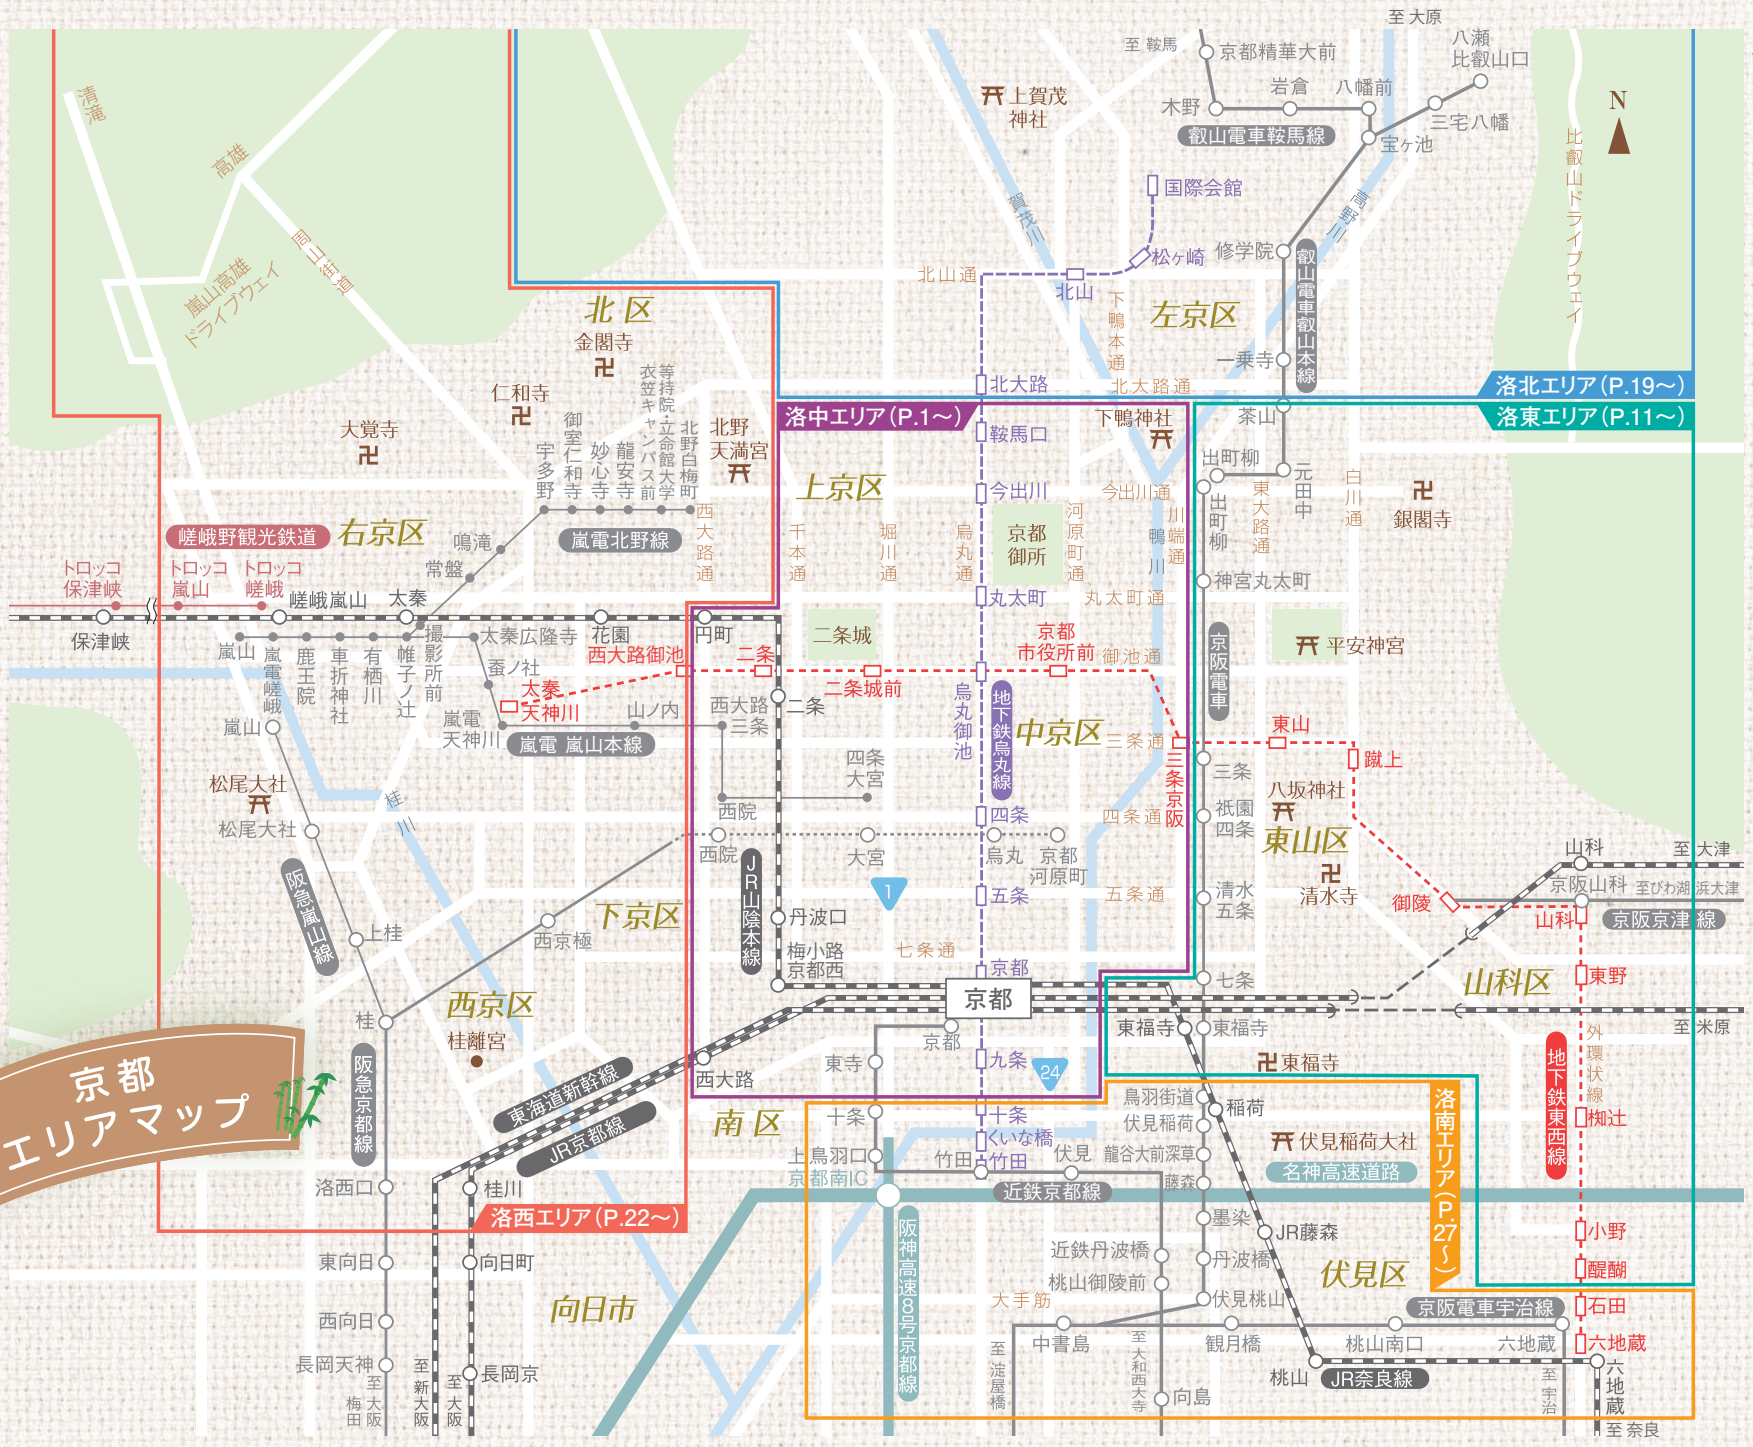 至 大原
至 鞍馬
京都精華大前
八瀬
比叡山口
木野
岩倉
八幡前
三宅八幡
宝ヶ池
叡山電車鞍馬線
上賀茂
神社
N
清滝
高雄
嵐山高雄
ドライブウェイ
西山街道
比叡山ドライブウェイ
国際会館
松ヶ崎
修学院
賀茂川
高野川
北山通
北山
下鴨本通
左京区
叡山電車叡山本線
北区
金閣寺
仁和寺
大覚寺
一乗寺
北大路
北大路通
洛北エリア（P.19〜）
洛中エリア（P.1〜）
洛東エリア（P.11〜）
宇多野
御室仁和寺
妙心寺
龍安寺
等持院・立命館大学
衣笠キャンパス前
北野白梅町
北野
天満宮
鞍馬口
下鴨神社
茶山
出町柳
元田中
上京区
今出川
今出川通
出町柳
東大路通
白川通
銀閣寺
嵯峨野観光鉄道
右京区
嵐電北野線
鳴滝
常盤
西大路通
千本通
堀川通
烏丸通
京都
御所
河原町通
鴨川
川端通
トロッコ
保津峡
トロッコ
嵐山
トロッコ
嵯峨
神宮丸太町
嵯峨嵐山
太秦
保津峡
花園
円町
丸太町
丸太町通
二条城
京都
市役所前
御池通
平安神宮
嵐山
嵐電嵯峨
鹿王院
車折神社
有栖川
帷子ノ辻
撮影所前
太秦広隆寺
蚕ノ社
西大路御池
二条
二条城前
太秦
天神川
山ノ内
西大路
三条
二条
烏丸御池
地下鉄烏丸線
中京区
三条通
京阪電車
嵐山
嵐電
天神川
嵐電 嵐山本線
三条京阪
東山
蹴上
三条
四条
大宮
松尾大社
松尾大社
桂川
西院
四条
四条通
八坂神社
祇園
四条
東山区
西院
大宮
烏丸
京都
河原町
清水寺
山科
至 大津
京阪山科
至びわ湖 浜大津
御陵
山科
京阪京津線
阪急嵐山線
JR山陰本線
1
五条
五条通
清水
五条
下京区
上桂
西京極
丹波口
梅小路
京都西
七条通
京都
京都
七条
山科区
東野
西京区
桂
桂離宮
京都
東福寺
東福寺
東福寺
至 米原
外環状線
京都
エリアマップ
阪急京都線
東海道新幹線
JR京都線
西大路
東寺
九条
24
地下鉄東西線
鳥羽街道
稲荷
洛南エリア（P.27〜）
南区
十条
十条
くいな橋
竹田
竹田
伏見
伏見稲荷
龍谷大前深草
藤森
伏見稲荷大社
名神高速道路
椥辻
上鳥羽口
京都南IC
近鉄京都線
洛西口
桂川
洛西エリア（P.22〜）
墨染
JR藤森
小野
阪神高速8号京都線
近鉄丹波橋
丹波橋
東向日
向日町
桃山御陵前
伏見区
醍醐
向日市
大手筋
伏見桃山
京阪電車宇治線
石田
西向日
中書島
観月橋
桃山南口
六地蔵
六地蔵
長岡天神
長岡京
至 梅田
至 大阪
至 新大阪
至 大阪
至 淀屋橋
至 大和西大寺
向島
桃山
JR奈良線
至 宇治
六地蔵
至 奈良